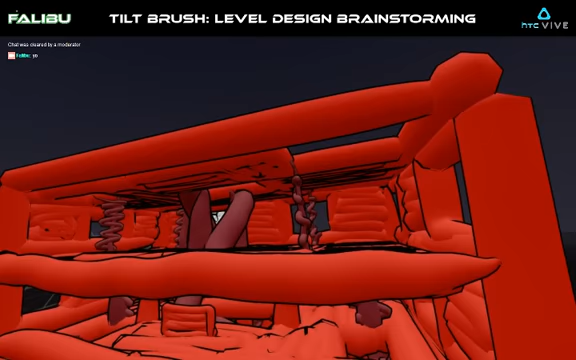 FALIBU
TILT BRUSH: LEVEL DESIGN BRAINSTORMING
hTC VIVE
Chat was cleared by a moderator
Falibu: yo